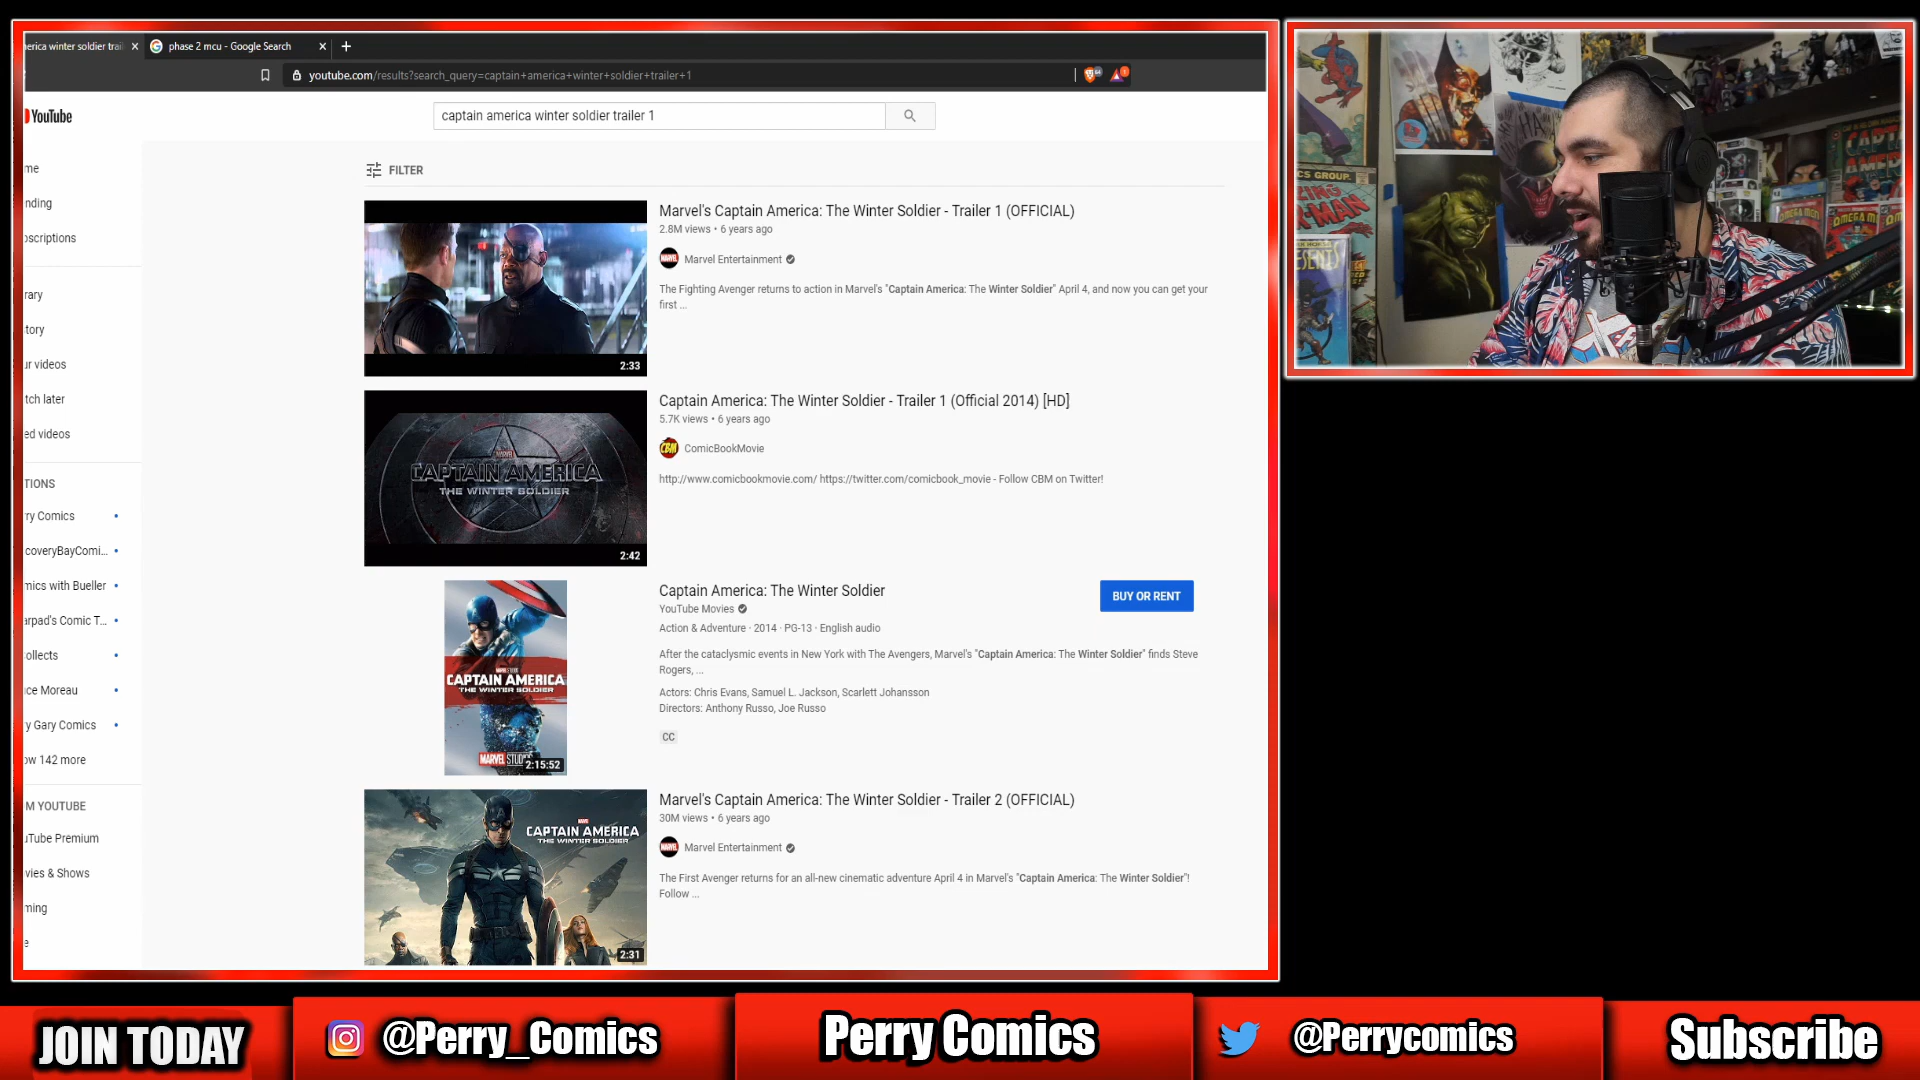 erica winter soldier trail
phase 2 mcu - Google Search
youtube.com/results?search_query=captain+america+winter+soldier+trailer+1
YouTube
captain america winter soldier trailer 1
me
nding
bscriptions
rary
tory
ur videos
tch later
ed videos
TIONS
rry Comics
coveryBayComi...
mics with Bueller
arpad's Comic T...
ollects
ce Moreau
y Gary Comics
ow 142 more
M YOUTUBE
uTube Premium
vies & Shows
ming
e
FILTER
2:33
Marvel's Captain America: The Winter Soldier - Trailer 1 (OFFICIAL)
2.8M views • 6 years ago
MARVEL
Marvel Entertainment
The Fighting Avenger returns to action in Marvel's "Captain America: The Winter Soldier" April 4, and now you can get your
first ...
MARVEL
CAPTAIN AMERICA
THE WINTER SOLDIER
2:42
Captain America: The Winter Soldier - Trailer 1 (Official 2014) [HD]
5.7K views • 6 years ago
CBM
ComicBookMovie
http://www.comicbookmovie.com/ https://twitter.com/comicbook_movie - Follow CBM on Twitter!
CAPTAIN AMERICA
THE WINTER SOLDIER
MARVEL STUDI
2:15:52
Captain America: The Winter Soldier
YouTube Movies
Action & Adventure · 2014 · PG-13 · English audio
After the cataclysmic events in New York with The Avengers, Marvel's "Captain America: The Winter Soldier" finds Steve
Rogers, ...
Actors: Chris Evans, Samuel L. Jackson, Scarlett Johansson
Directors: Anthony Russo, Joe Russo
CC
BUY OR RENT
CAPTAIN AMERICA
THE WINTER SOLDIER
2:31
Marvel's Captain America: The Winter Soldier - Trailer 2 (OFFICIAL)
30M views • 6 years ago
MARVEL
Marvel Entertainment
The First Avenger returns for an all-new cinematic adventure April 4 in Marvel's "Captain America: The Winter Soldier"!
Follow ...
CS GROUP
JOIN TODAY
@Perry_Comics
Perry Comics
@Perrycomics
Subscribe